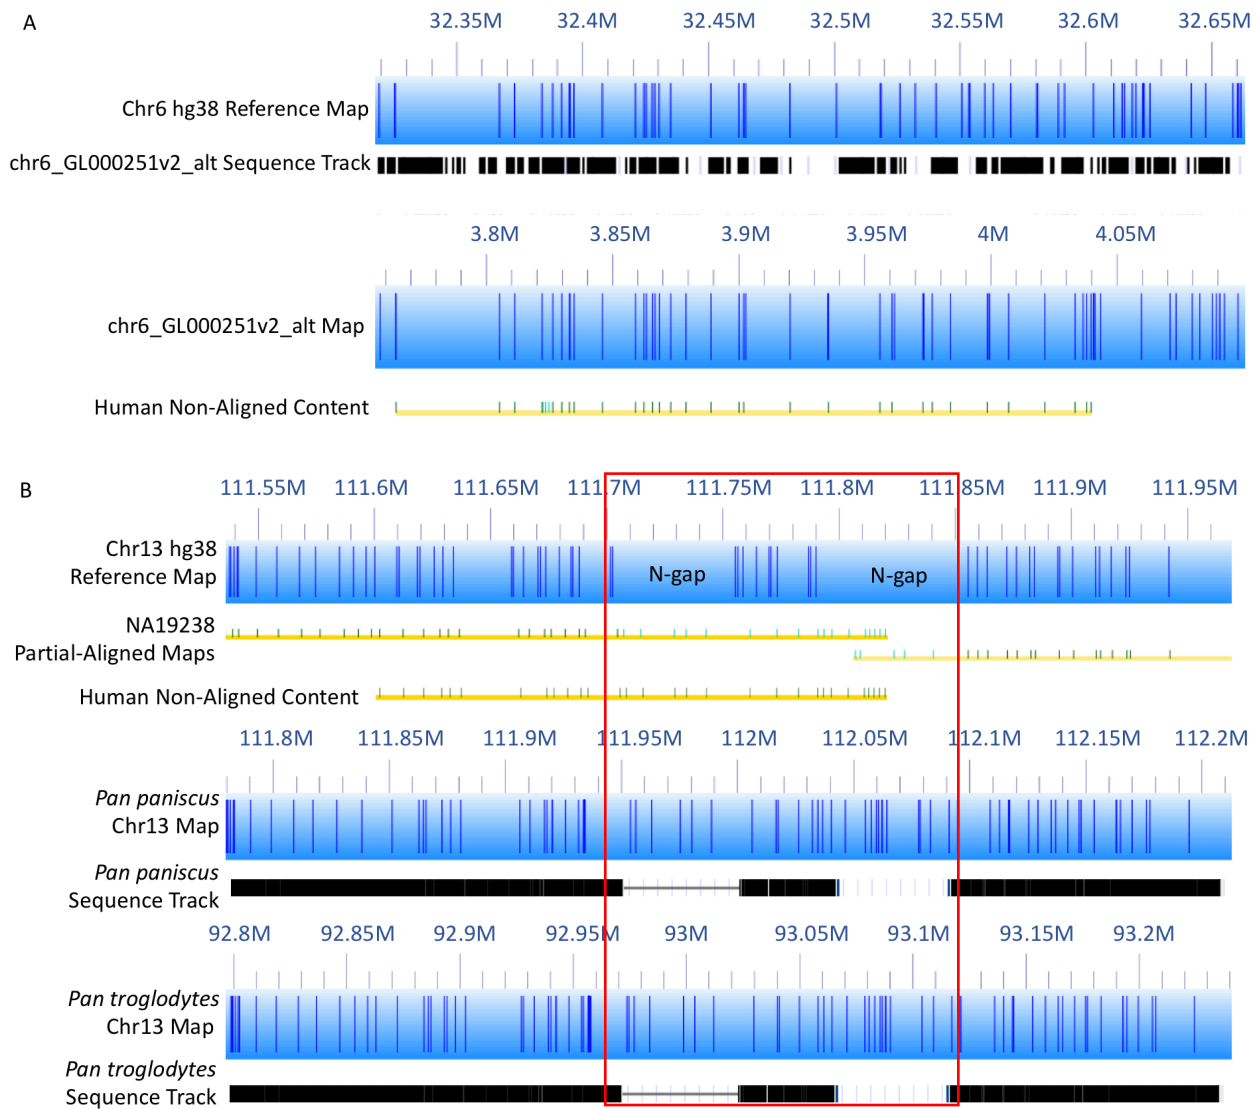 A
32.35M 32.4M 32.45M 32.5M 32.55M 32.6M 32.65M
Chr6 hg38 Reference Map
chr6_GL000251v2_alt Sequence Track
3.8M 3.85M 3.9M 3.95M 4M 4.05M
chr6_GL000251v2_alt Map
Human Non-Aligned Content
B
111.55M 111.6M 111.65M 111.7M 111.75M 111.8M 111.85M 111.9M 111.95M
Chr13 hg38
Reference Map
N-gap N-gap
NA19238
Partial-Aligned Maps
Human Non-Aligned Content
111.8M 111.85M 111.9M 111.95M 112M 112.05M 112.1M 112.15M 112.2M
Pan paniscus
Chr13 Map
Pan paniscus
Sequence Track
92.8M 92.85M 92.9M 92.95M 93M 93.05M 93.1M 93.15M 93.2M
Pan troglodytes
Chr13 Map
Pan troglodytes
Sequence Track